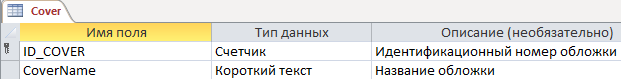 Cover
Имя поля Тип данных Описание (необязательно)
ID_COVER Счетчик Идентификационный номер обложки
CoverName Короткий текст Название обложки